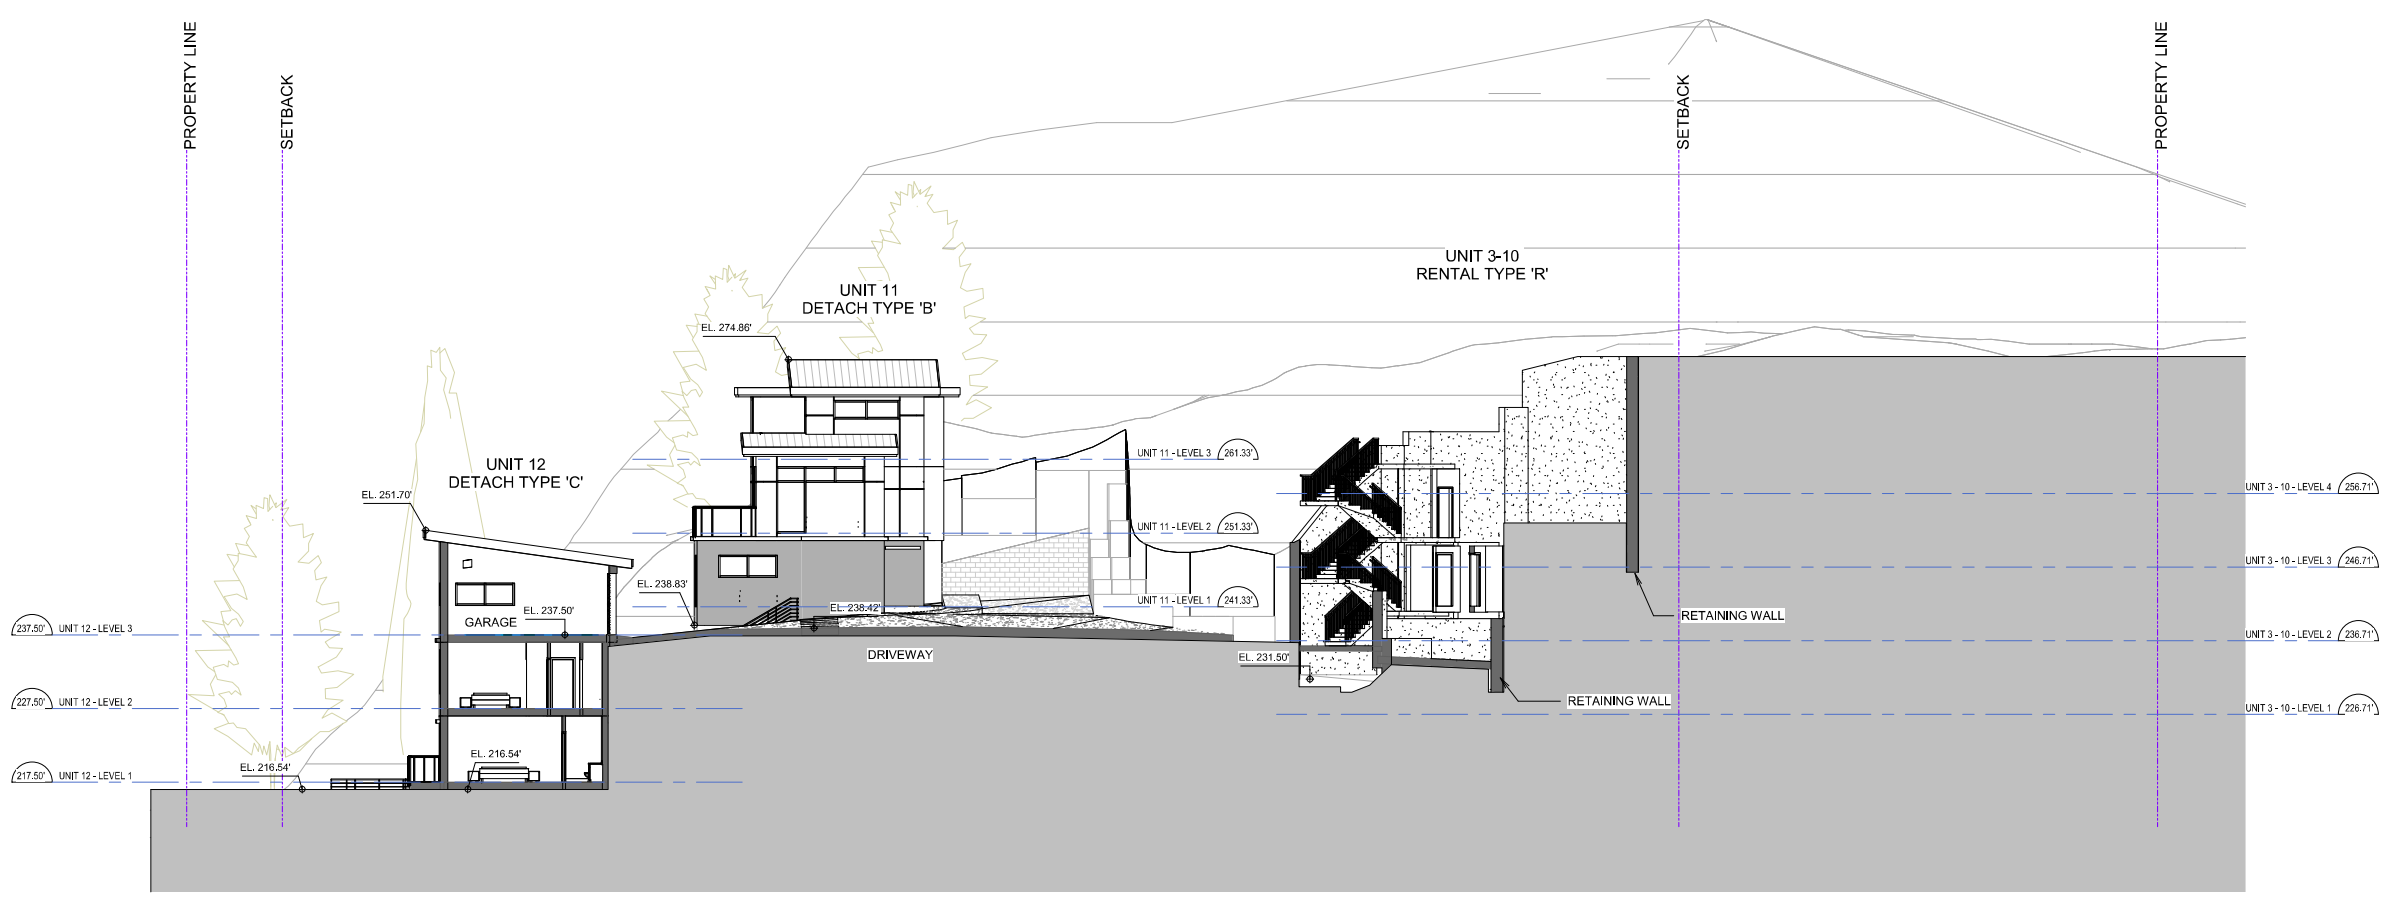 PROPERTY LINE
SETBACK
SETBACK
PROPERTY LINE
UNIT 3-10
RENTAL TYPE 'R'
UNIT 11
DETACH TYPE 'B'
EL. 274.86'
UNIT 12
DETACH TYPE 'C'
EL. 251.70'
UNIT 11 - LEVEL 3 261.33'
UNIT 3 - 10 - LEVEL 4 256.71'
UNIT 11 - LEVEL 2 251.33'
UNIT 3 - 10 - LEVEL 3 246.71'
EL. 238.83'
EL. 237.50'
GARAGE
EL. 238.42'
UNIT 11 - LEVEL 1 241.33'
RETAINING WALL
237.50' UNIT 12 - LEVEL 3
UNIT 3 - 10 - LEVEL 2 236.71'
DRIVEWAY
EL. 231.50'
227.50' UNIT 12 - LEVEL 2
RETAINING WALL
UNIT 3 - 10 - LEVEL 1 226.71'
EL. 216.54'
EL. 216.54'
217.50' UNIT 12 - LEVEL 1